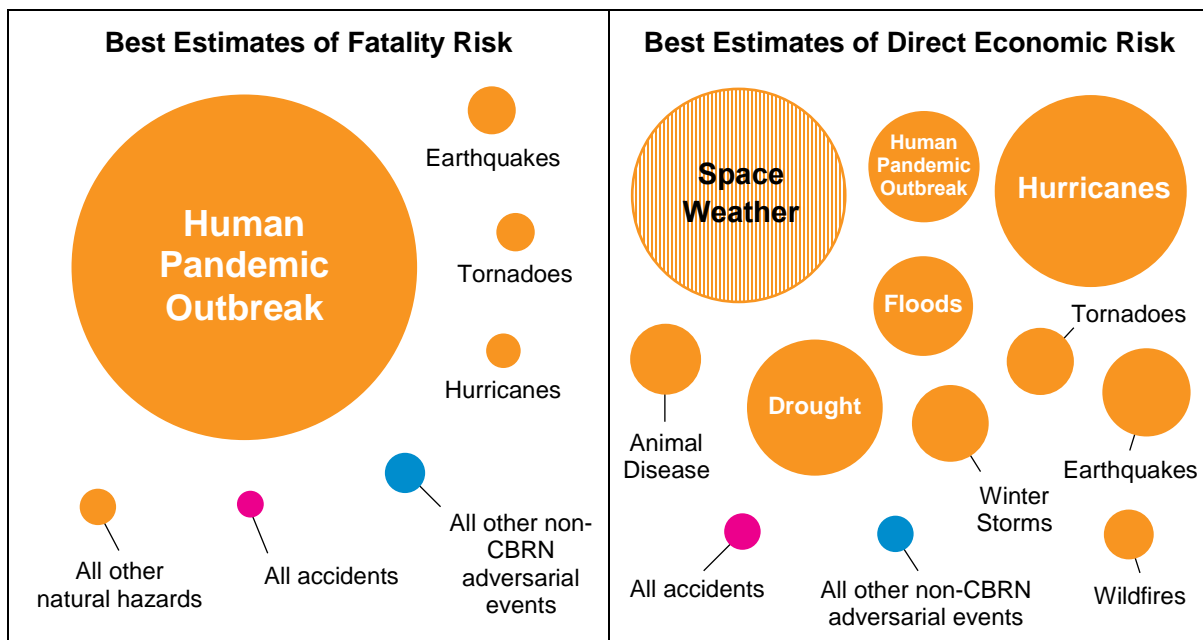 Best Estimates of Fatality Risk
Human
Pandemic
Outbreak
Earthquakes
Tornadoes
Hurricanes
All other
natural hazards
All accidents
All other non-
CBRN
adversarial
events
Best Estimates of Direct Economic Risk
Space
Weather
Human
Pandemic
Outbreak
Hurricanes
Floods
Tornadoes
Animal
Disease
Drought
Winter
Storms
Earthquakes
All accidents
All other non-CBRN
adversarial events
Wildfires